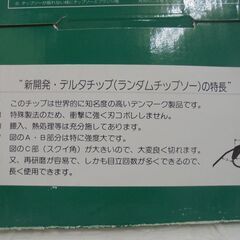 "新開発・デルタチップ(ランダムチップソー)の特長"
このチップは世界的に知名度の高いデンマーク製品です。
特殊製法のため、衝撃に強く刃コボレしません。
搬入、熱処理等は充分施してあります。
図のA・B部分は特に強度大です。
図のC部(スクイ角)が大きいので、大変良く切れます。
又、再研磨が容易で、しかも目立回数が多くできるので、
長く使用できます。